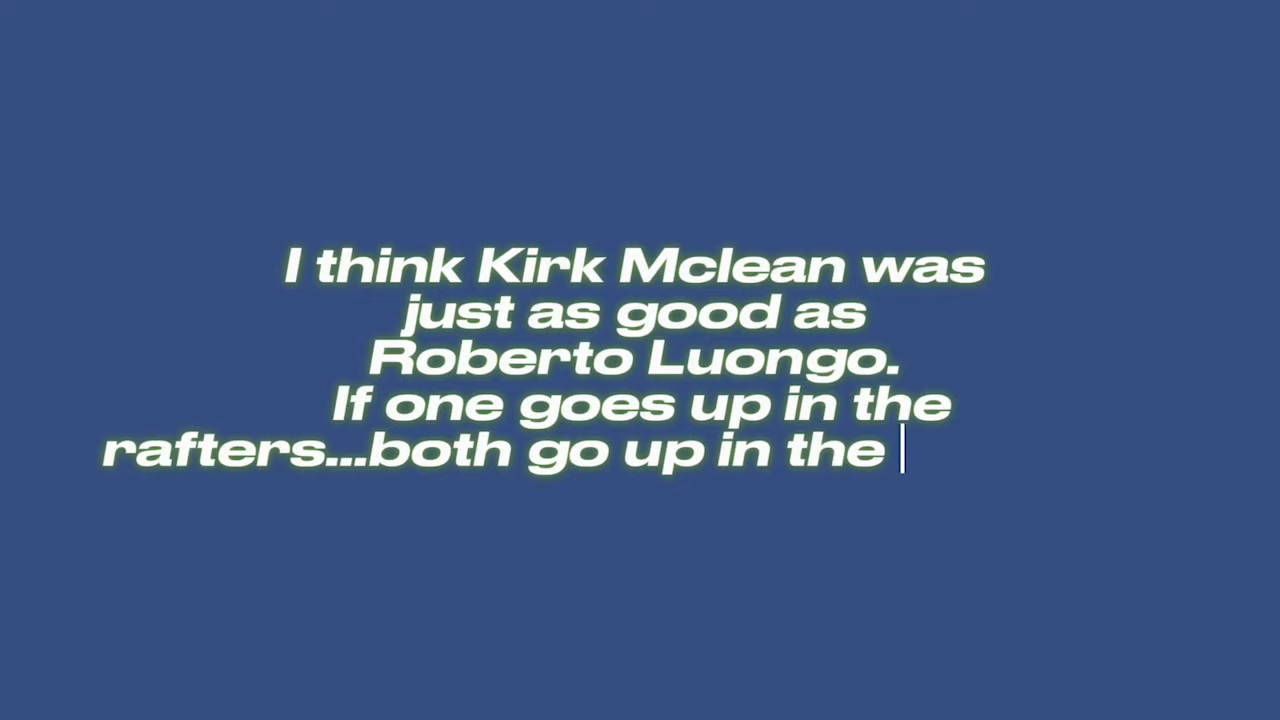 I think Kirk Mclean was
just as good as
Roberto Luongo.
If one goes up in the
rafters...both go up in the